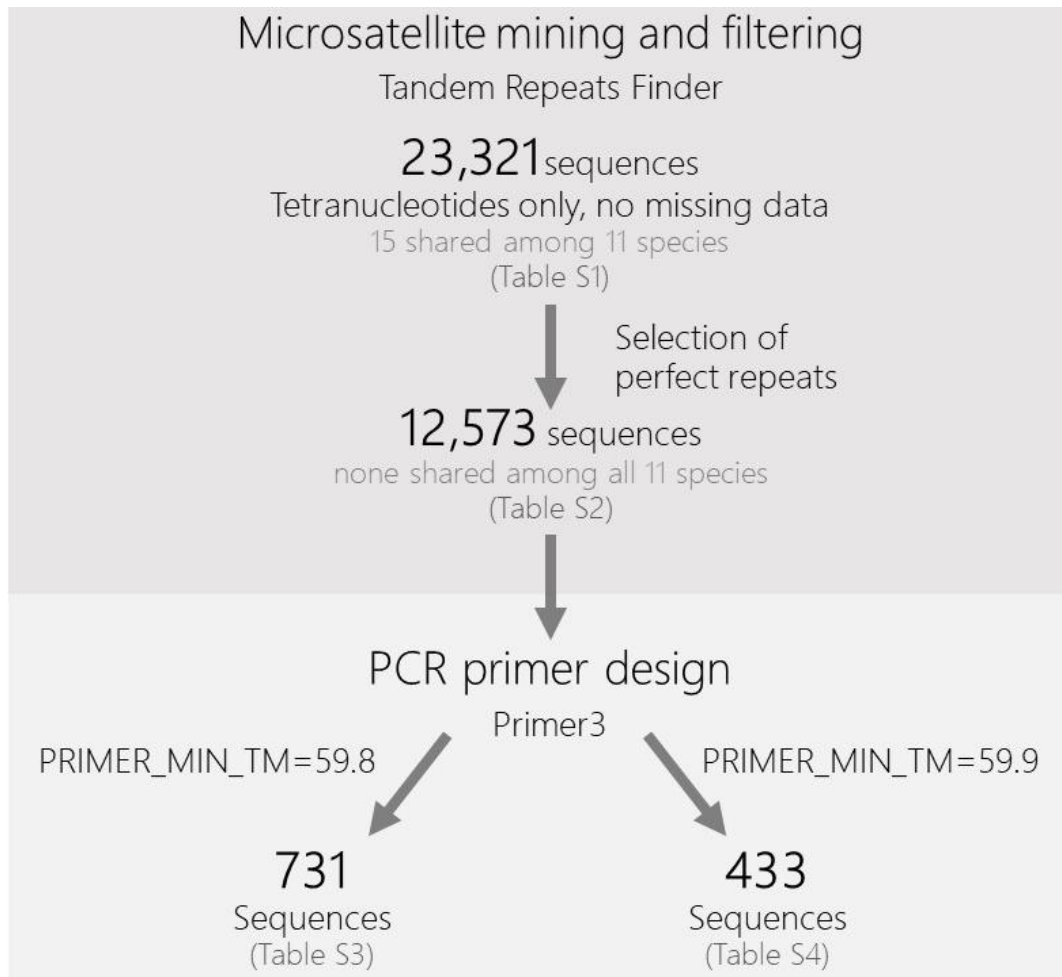 Microsatellite mining and filtering
Tandem Repeats Finder
23,321 sequences
Tetranucleotides only, no missing data
15 shared among 11 species
(Table S1)
Selection of
perfect repeats
12,573 sequences
none shared among all 11 species
(Table S2)
PCR primer design
Primer3
PRIMER_MIN_TM=59.8
PRIMER_MIN_TM=59.9
731
Sequences
(Table S3)
433
Sequences
(Table S4)